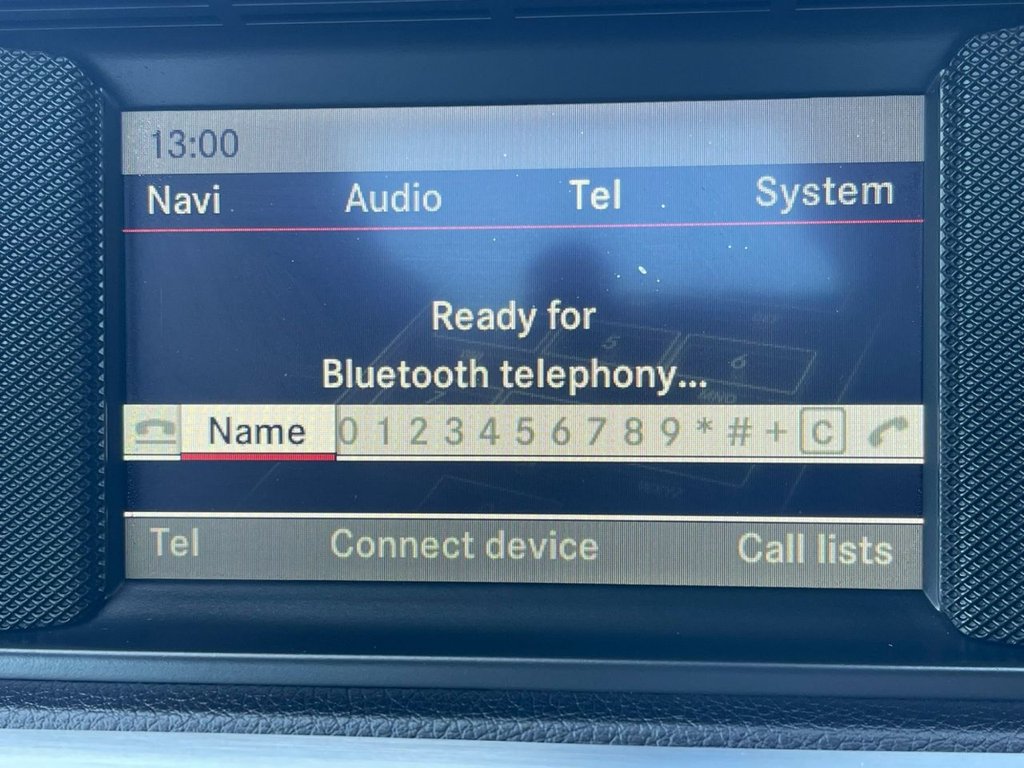 13:00
Navi Audio Tel System
Ready for
Bluetooth telephony...
Name 0 1 2 3 4 5 6 7 8 9 * # + C
Tel Connect device Call lists